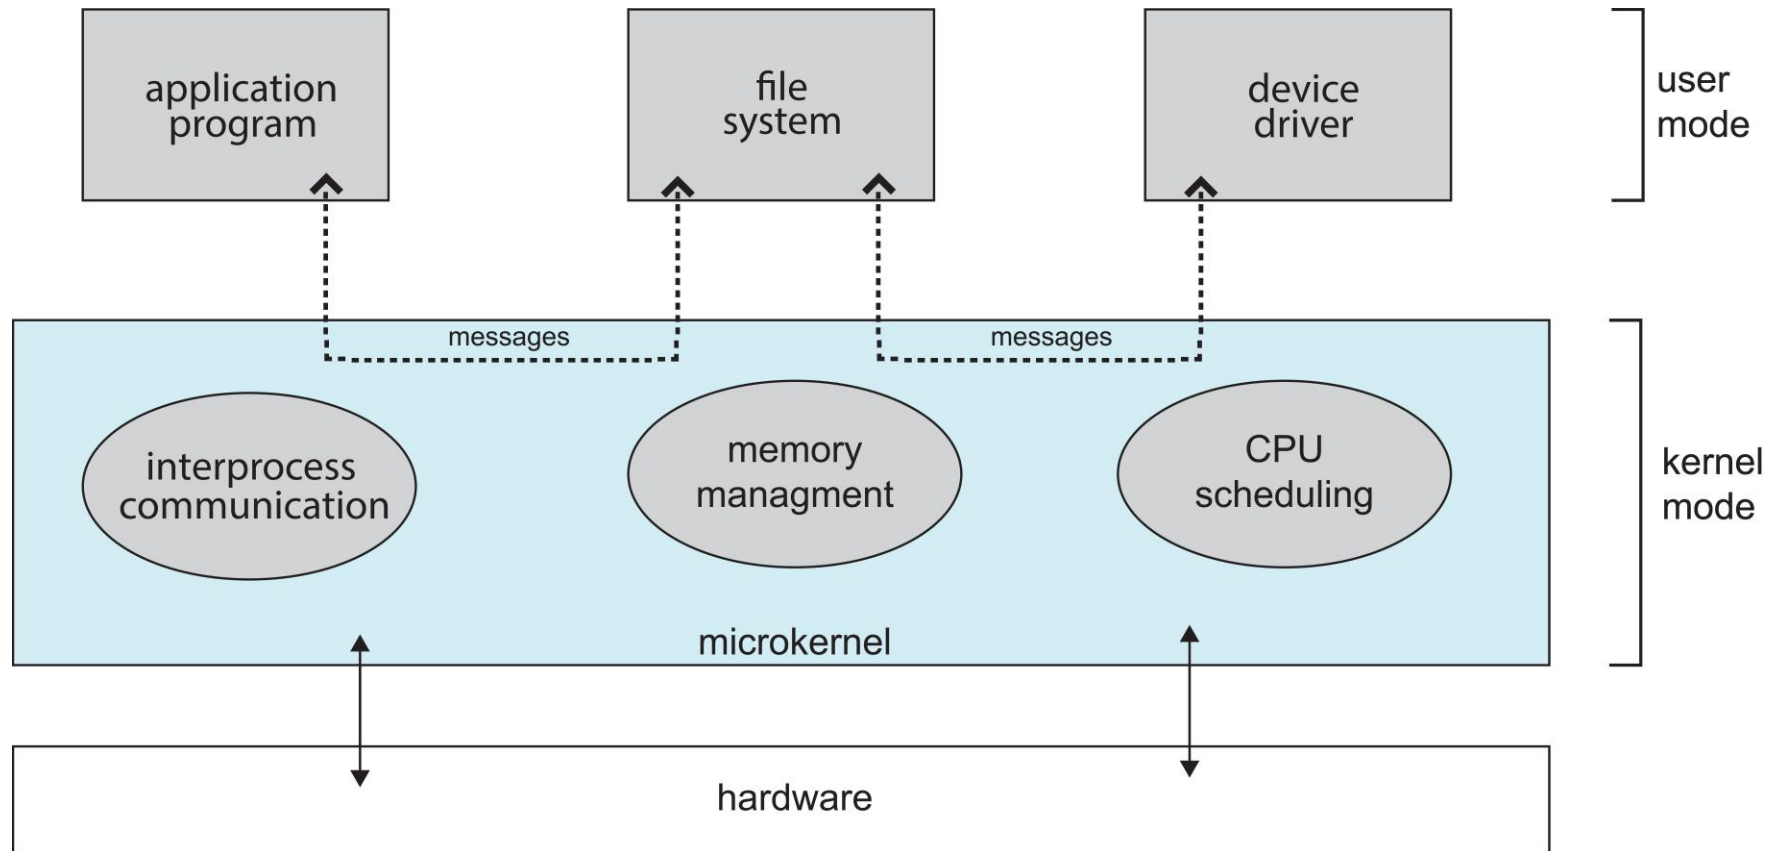 application
program
file
system
device
driver
user
mode
messages
messages
interprocess
communication
memory
managment
CPU
scheduling
kernel
mode
microkernel
hardware